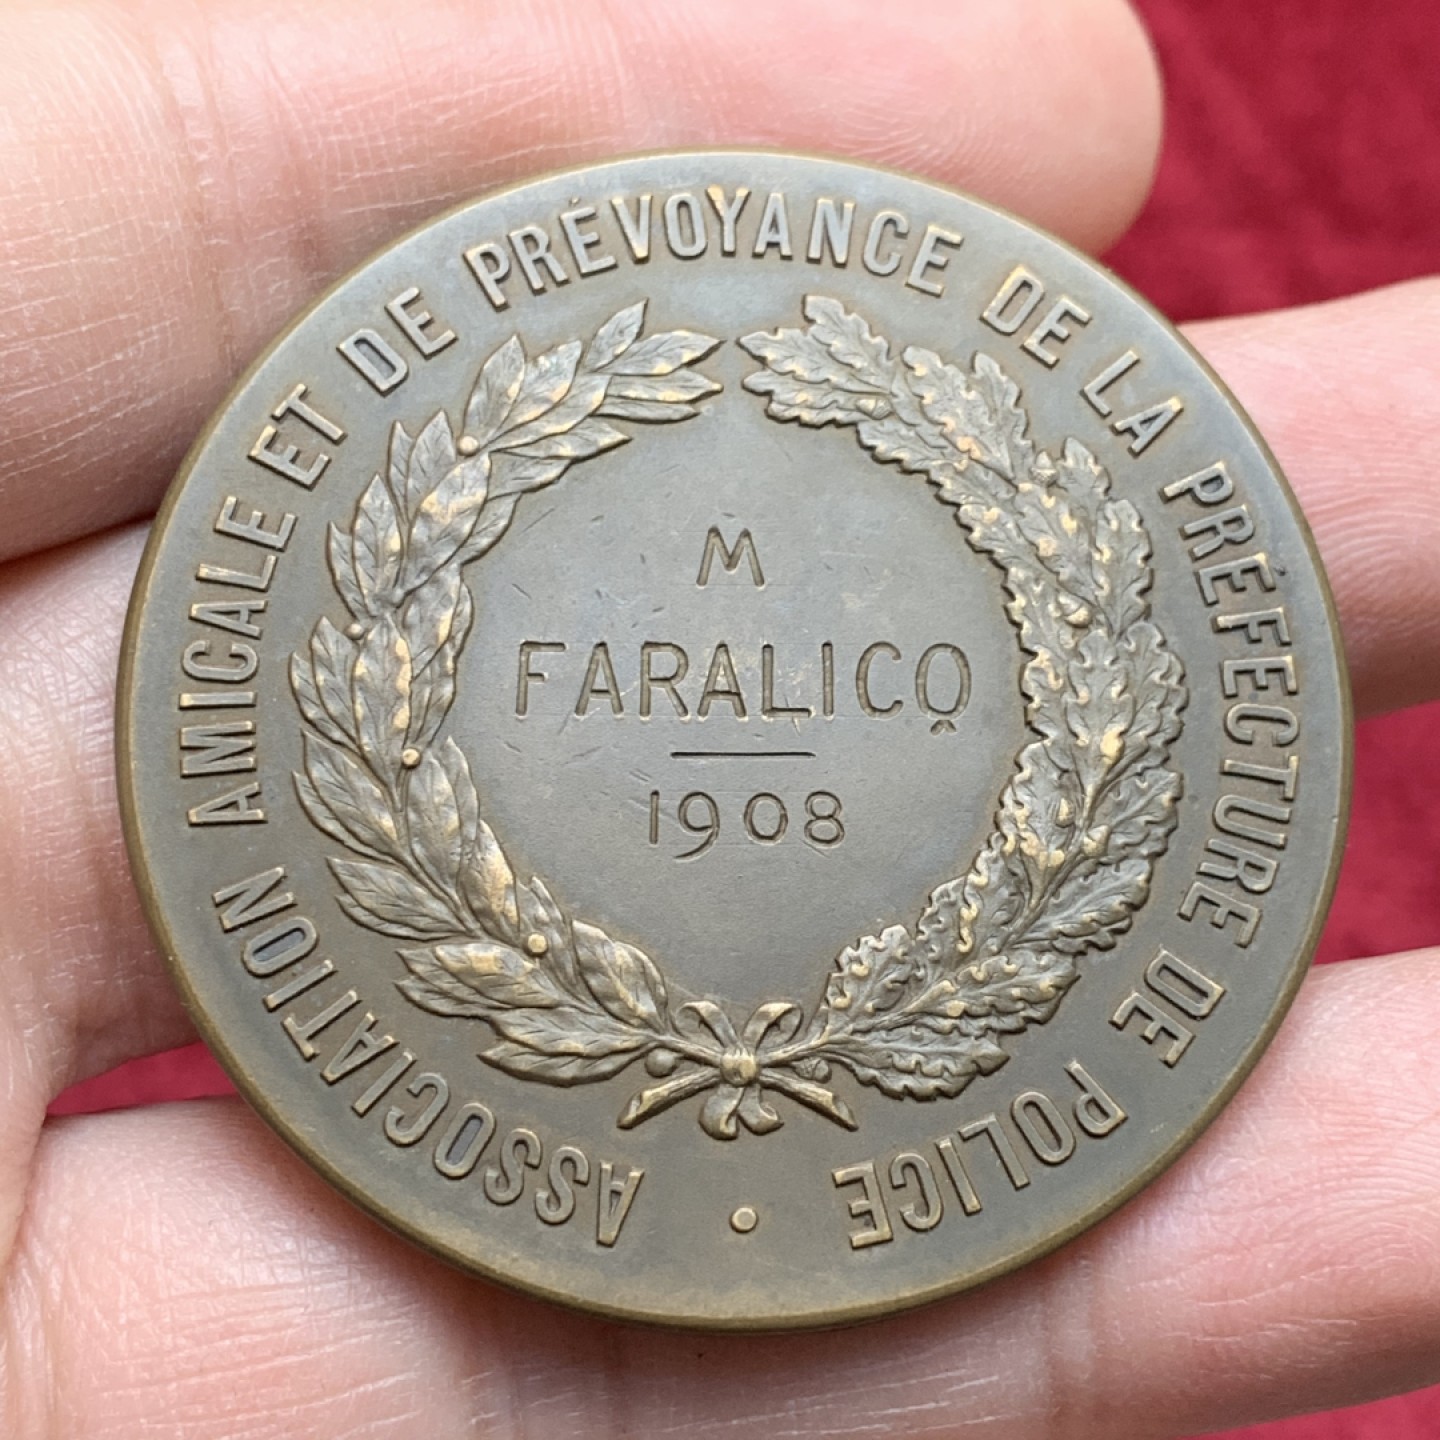 ASSOCIATION AMICALE ET DE PRÉVOYANCE DE LA PRÉFECTURE DE POLICE
M
FARALICQ
1908